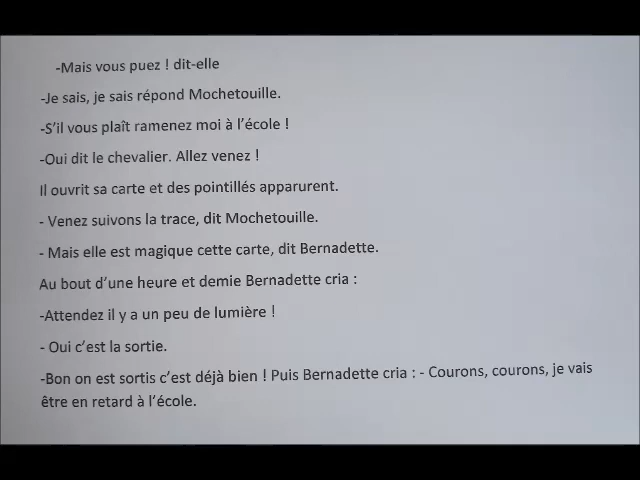 -Mais vous puez ! dit-elle
-Je sais, je sais répond Mochetouille.
-S'il vous plaît ramenez moi à l'école !
-Oui dit le chevalier. Allez venez !
Il ouvrit sa carte et des pointillés apparurent.
- Venez suivons la trace, dit Mochetouille.
- Mais elle est magique cette carte, dit Bernadette.
Au bout d'une heure et demie Bernadette cria :
-Attendez il y a un peu de lumière !
- Oui c'est la sortie.
-Bon on est sortis c'est déjà bien ! Puis Bernadette cria : - Courons, courons, je vais
être en retard à l'école.